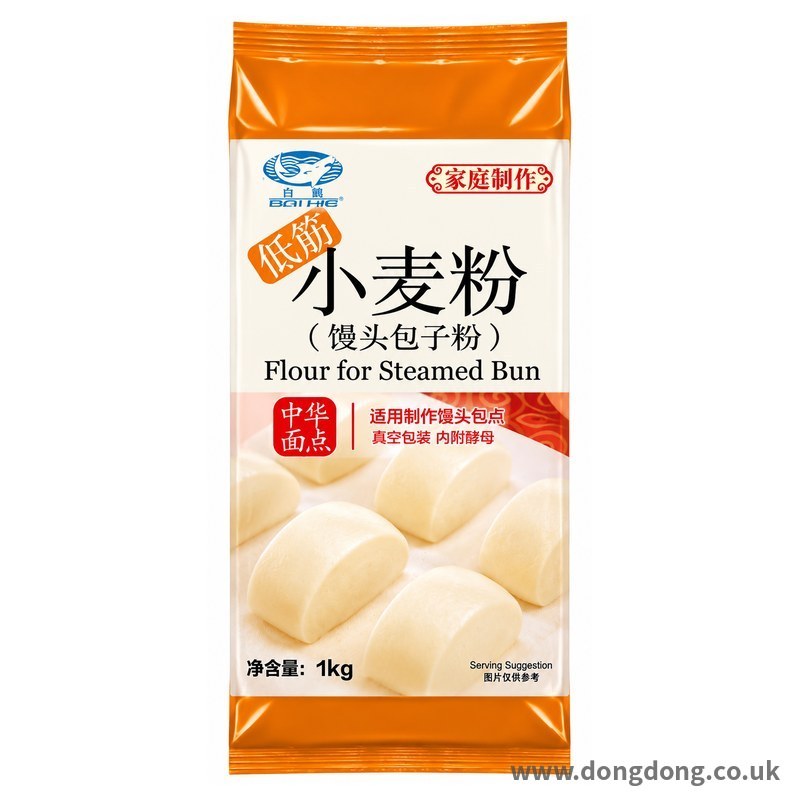 白鶴
BAIHE®
家庭制作
低筋
小麦粉
（馒头包子粉）
Flour for Steamed Bun
中华
面点
适用制作馒头包点
真空包装 内附酵母
净含量：1kg
Serving Suggestion
图片仅供参考
www.dongdong.co.uk